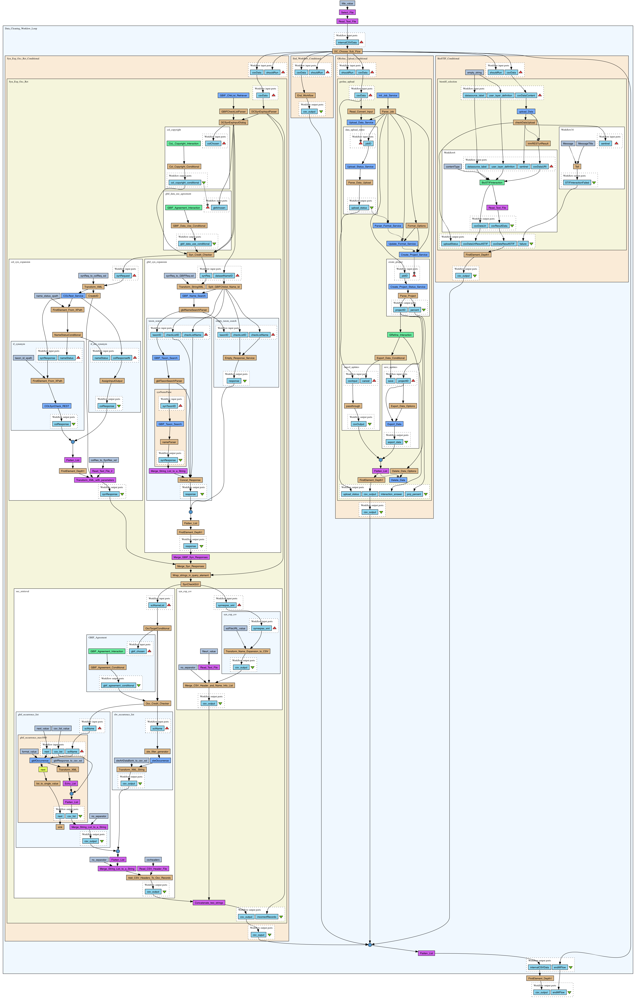 title_value
Select_File
Read_Text_File
Data_Cleaning_Worklow_Loop
Workflow input ports
internalCSVData
DC_Choose_Sub_Flow
Syn_Exp_Occ_Ret_Conditional
Workflow input ports
csvData shouldRun
Syn_Exp_Occ_Ret
Workflow input ports
GBIF_ChkList_Retriever csvData
GBIFCheckListParser DCSynExpInputParser
DCSynExpInputDialog
col_copyright
Workflow input ports
CoL_Copyright_Interaction colChosen
Col_Copyright_Conditional
Workflow output ports
col_copyright_conditional
gbif_data_use_agreement
Workflow input ports
GBIF_Agreement_Interaction gbifchosen
GBIF_Data_Use_Conditional
Workflow output ports
gbif_data_use_conditional
Syn_Credit_Checker
col_syn_expansion
Workflow input ports
synReq_to_colReq_xsl synRequest
Transform_XML
name_status_xpath COLRest_Service CreateID
FirstElement_From_XPath
NameStatusConditional
if_synonym
Workflow input ports
taxon_id_xpath synResponse nameStatus
FirstElement_From_XPath
COLSynCheck_REST
Workflow output ports
colResponse
if_not_synonym
Workflow input ports
nameStatus colResponseIN
AssignInputOutput
Workflow output ports
colResponse
Flatten_List colRes_to_SynRes_xsl
FirstElement_Depth1 Read_Text_File_2
Transform_XML_with_parameters
Workflow output ports
synResponse
gbif_syn_expansion
Workflow input ports
synReq_to_GBIFReq.xsl synReq datasetNameID
Transform_StringXML Split_GBIFChklist_Name_Id
GBIF_Name_Search
gbifNameSearchParser
taxon_search
Workflow input ports
taxonID checkListID checkListName
GBIF_Taxon_Search
gbifTaxonSearchParser
synNameParse
Workflow input ports
synTaxonID
GBIF_Taxon_Search
nameParser
Workflow output ports
synResponse
Merge_String_List_to_a_String
Concat_Response
Workflow output ports
response
empty_taxon_search
Workflow input ports
taxonID checkListID checkListName
Empty_Response_Service
Workflow output ports
response
Flatten_List
FirstElement_Depth1
Workflow output ports
response
Merge_GBIF_Syn_Responses
Merge_Syn_Responses
Wrap_strings_in_query_element
SynCheckGUI
occ_retrieval
Workflow input ports
sciNameList
OccTargetConditional
GBIF_Agreement
Workflow input ports
GBIF_Agreement_Interaction gbif_chosen
GBIF_Agreement_Conditional
Workflow output ports
gbif_agreement_conditional
Occ_Credit_Checker
gbif_occurrence_list
Workflow input ports
next_value csv_list_value sciName
gbif_occurrence_max1000
Workflow input ports
format_value next csv_list sciName
gbifOccurrence gbifResponse_to_csv_xsl
next Transform_XML
list_to_single_value Echo_List
Flatten_List
Workflow output ports
next csv_list no_separator
sink Merge_String_List_to_a_String
Workflow output ports
csv_output
slw_occurrence_list
Workflow input ports
sciName
slw_filter_generator
slwArtDataBank_to_csv_xsl slwOccurrence
Transform_XML_String
Workflow output ports
csv_output
no_separator Flatten_List csvheaders
Merge_String_List_to_a_String Read_CSV_Header_File
Add_CSV_Headers_To_Occ_Records
Workflow output ports
csv_output
syn_exp_csv
Workflow input ports
synreqres_xml
syn_exp_csv
Workflow input ports
xslFileURL_value synreqres_xml
Transform_Name_Expansion_to_CSV
Workflow output ports
csv_output
fileurl_value
no_separator Read_Text_File
Merge_CSV_Header_and_Name_Info_List
Workflow output ports
csv_output
Concatenate_two_strings
Workflow output ports
csv_output incorrectRecords
Workflow output ports
csv_ouput
End_Workflow_Conditional
Workflow input ports
csvData shouldRun
End_Workflow
Workflow output ports
csv_output
GRefine_Upload_Conditional
Workflow input ports
shouldRun csvData
grefine_upload
Workflow input ports
csvData Init_Job_Service
Read_Convert_Input Parse_Job
Upload_Data_Service
data_upload_status
Workflow input ports
jobID
Upload_Status_Service
Parse_Data_Upload
Workflow output ports
upload_status
Parser_Format_Service Format_Options
Update_Format_Service
Create_Project_Service
create_project
Workflow input ports
jobID
Create_Project_Status_Service
Parse_Project
Workflow output ports
projectID percent
GRefine_Interaction
Export_Data_Conditional
cancel_updates
Workflow input ports
csvInput cancel
passthrough
Workflow output ports
csvOutput
save_updates
Workflow input ports
save projectID
Export_Data_Options
Export_Data
Workflow output ports
export_data
Flatten_List Delete_Data_Options
FirstElement_Depth1 Delete_Data
Workflow output ports
upload_status csv_output interaction_answer proj_percent
Workflow output ports
csv_output
BioSTIF_Conditional
Workflow input ports
empty_string shouldRun csvData
biostiff_selection
Workflow input ports
datasource_label user_layer_definition csvDataContent
upload_Data
checkDataUpload
trimRESTurlResult
Workflow34
Workflow input ports
Message MessageTitle sentinel
Tell
Workflow output ports
STIFInteractionFailed
Workflow6
Workflow input ports
contentType datasource_label user_layer_definition sentinel csvDataURI
BioSTIFInteraction
Read_Text_File
Workflow output ports
csvDataUri csvResultData
Workflow output ports
uploadStatus csvDataUriResultSTIF csvDataResultSTIF failure
FirstElement_Depth1
Workflow output ports
csv_output
Flatten_List
Workflow output ports
internalCSVData endWFlow
FirstElement_Depth1
Workflow output ports
csv_output endWFlow